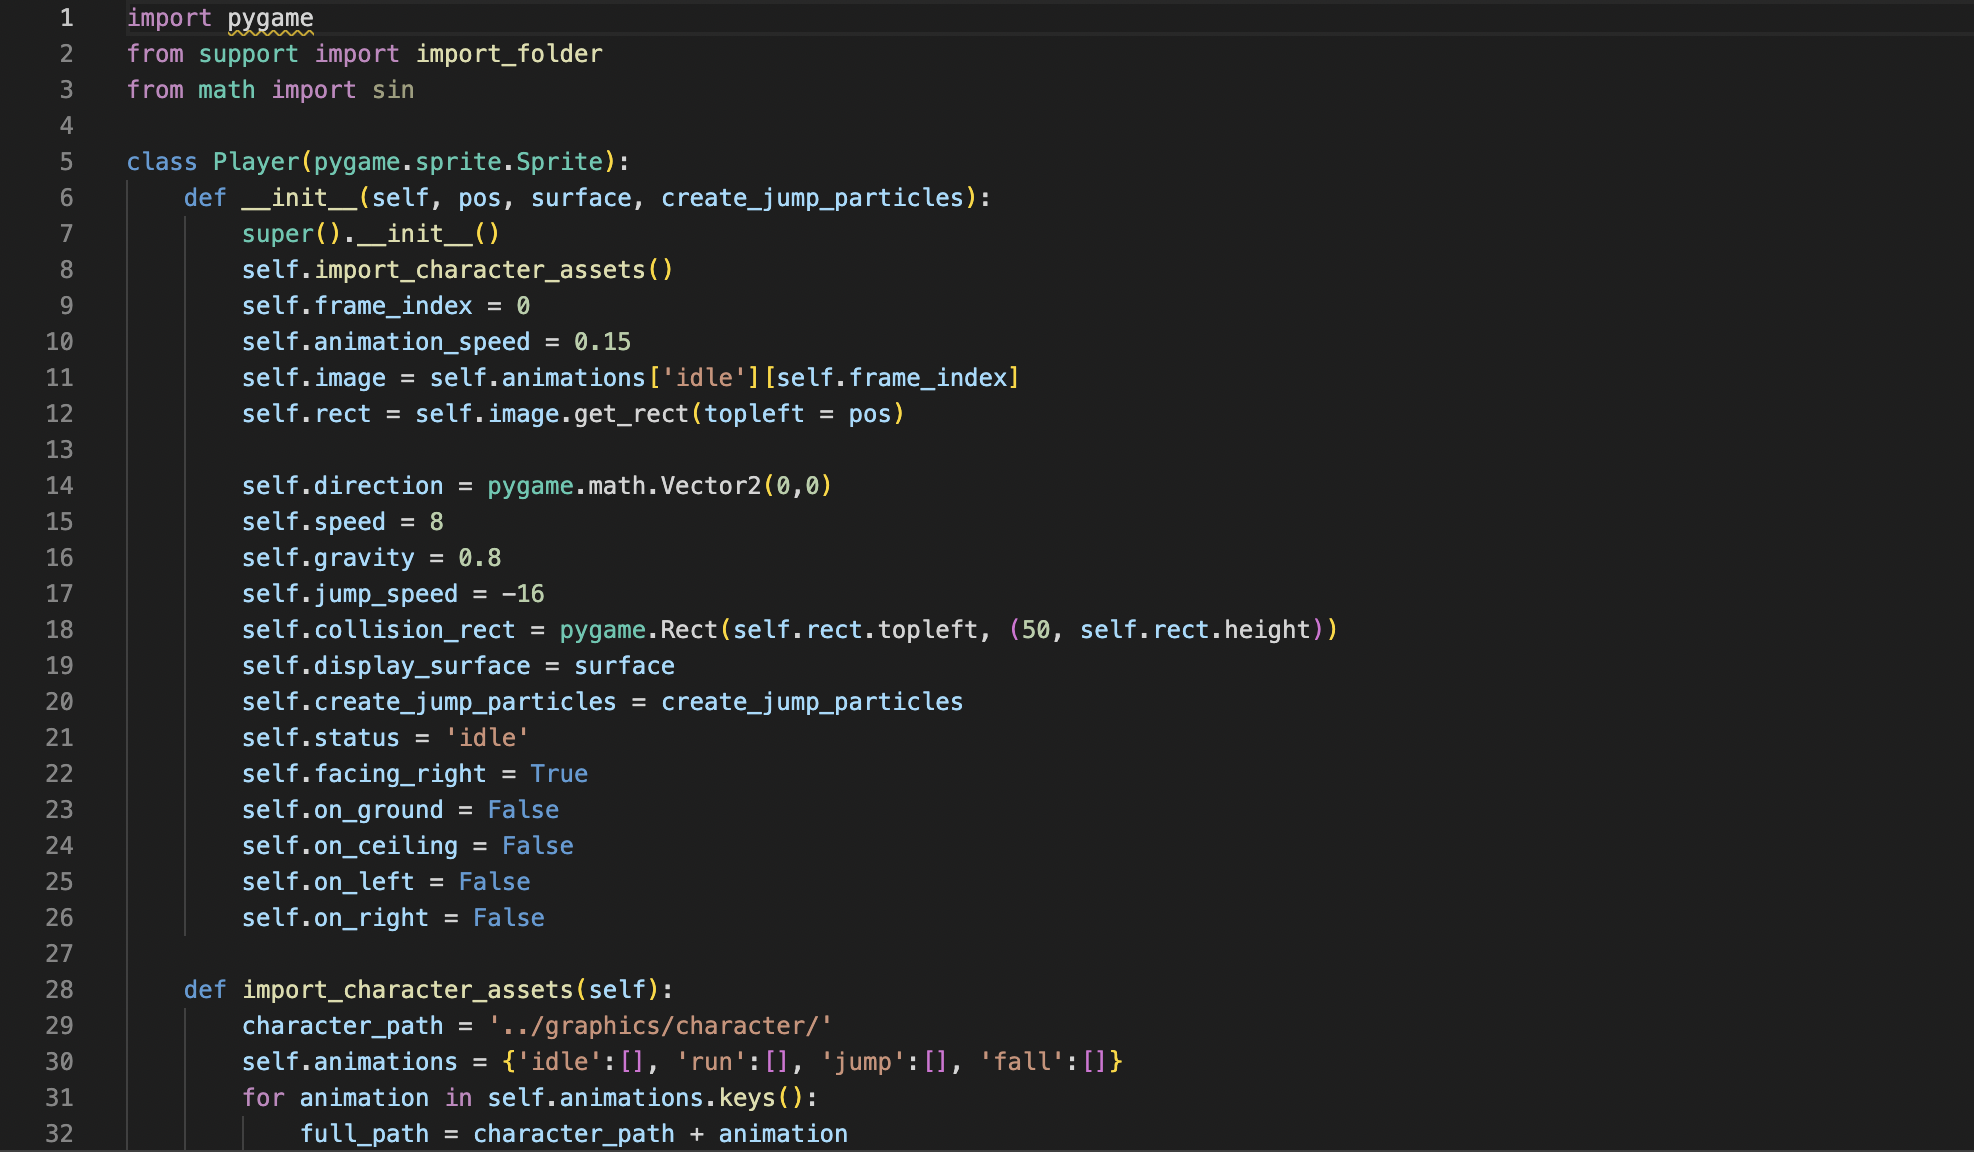 1 import pygame
2 from support import import_folder
3 from math import sin
4
5 class Player(pygame.sprite.Sprite):
6     def __init__(self, pos, surface, create_jump_particles):
7         super().__init__()
8         self.import_character_assets()
9         self.frame_index = 0
10         self.animation_speed = 0.15
11         self.image = self.animations['idle'][self.frame_index]
12         self.rect = self.image.get_rect(topleft = pos)
13
14         self.direction = pygame.math.Vector2(0,0)
15         self.speed = 8
16         self.gravity = 0.8
17         self.jump_speed = -16
18         self.collision_rect = pygame.Rect(self.rect.topleft, (50, self.rect.height))
19         self.display_surface = surface
20         self.create_jump_particles = create_jump_particles
21         self.status = 'idle'
22         self.facing_right = True
23         self.on_ground = False
24         self.on_ceiling = False
25         self.on_left = False
26         self.on_right = False
27
28     def import_character_assets(self):
29         character_path = '../graphics/character/'
30         self.animations = {'idle':[], 'run':[], 'jump':[], 'fall':[]}
31         for animation in self.animations.keys():
32             full_path = character_path + animation